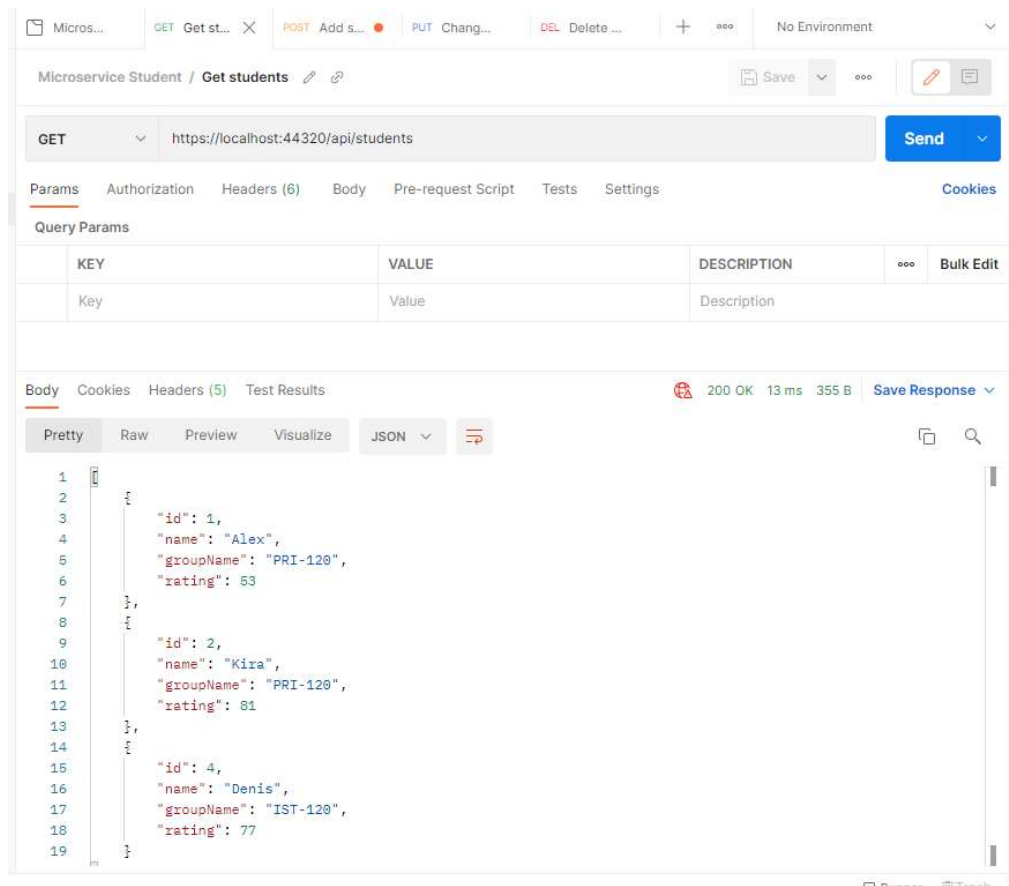 Micros... GET Get st... POST Add s... PUT Chang... DEL Delete ... No Environment
Microservice Student / Get students Save
GET https://localhost:44320/api/students Send
Params Authorization Headers (6) Body Pre-request Script Tests Settings Cookies
Query Params
KEY VALUE DESCRIPTION Bulk Edit
Key Value Description
Body Cookies Headers (5) Test Results 200 OK 13 ms 355 B Save Response
Pretty Raw Preview Visualize JSON
1 [
2 {
3 "id": 1,
4 "name": "Alex",
5 "groupName": "PRI-120",
6 "rating": 53
7 },
8 {
9 "id": 2,
10 "name": "Kira",
11 "groupName": "PRI-120",
12 "rating": 81
13 },
14 {
15 "id": 4,
16 "name": "Denis",
17 "groupName": "IST-120",
18 "rating": 77
19 }